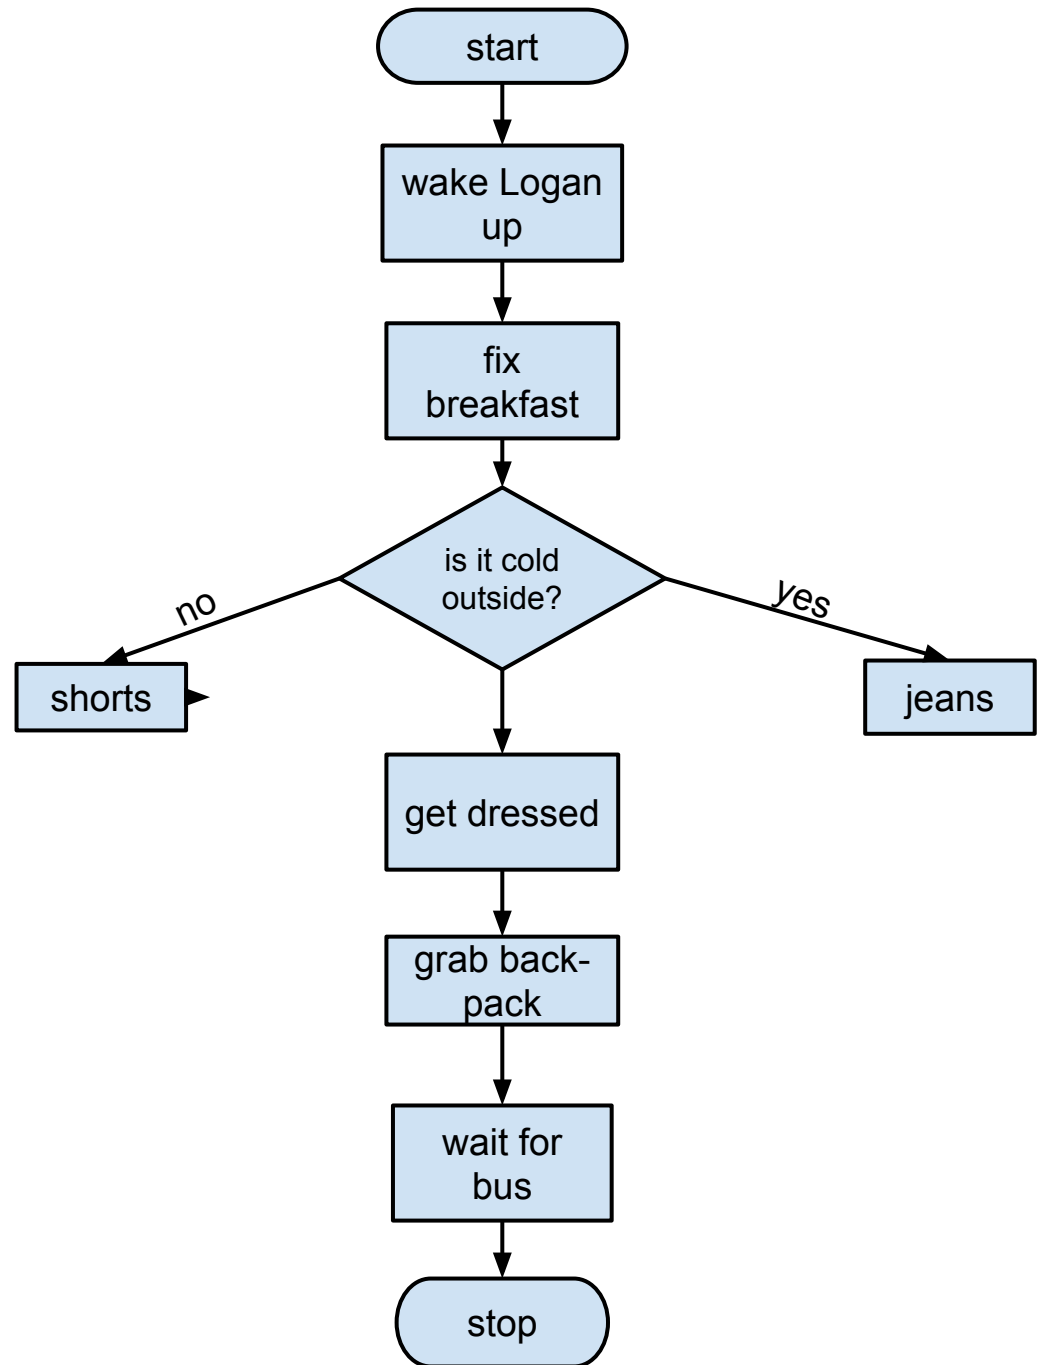 start
wake Logan
up
fix
breakfast
is it cold
outside?
no
yes
shorts
jeans
get dressed
grab back-
pack
wait for
bus
stop